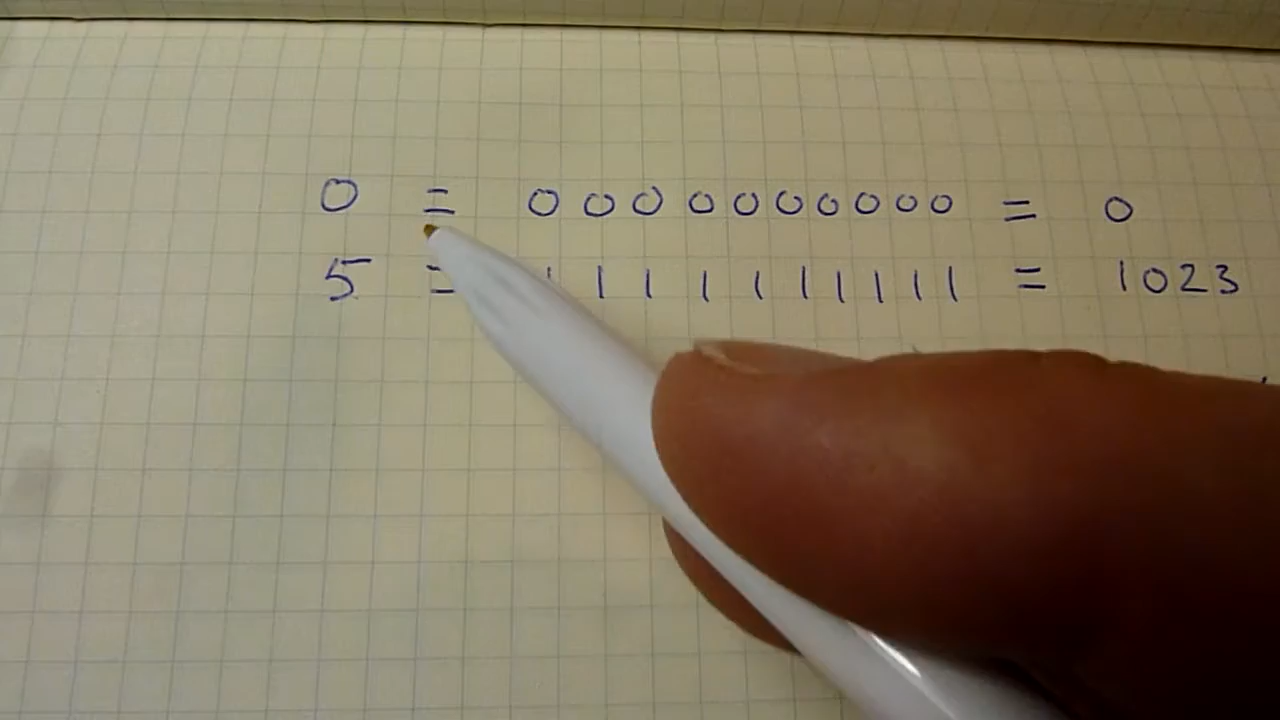 0 = 0000000000 = 0
5 = 1111111111 = 1023